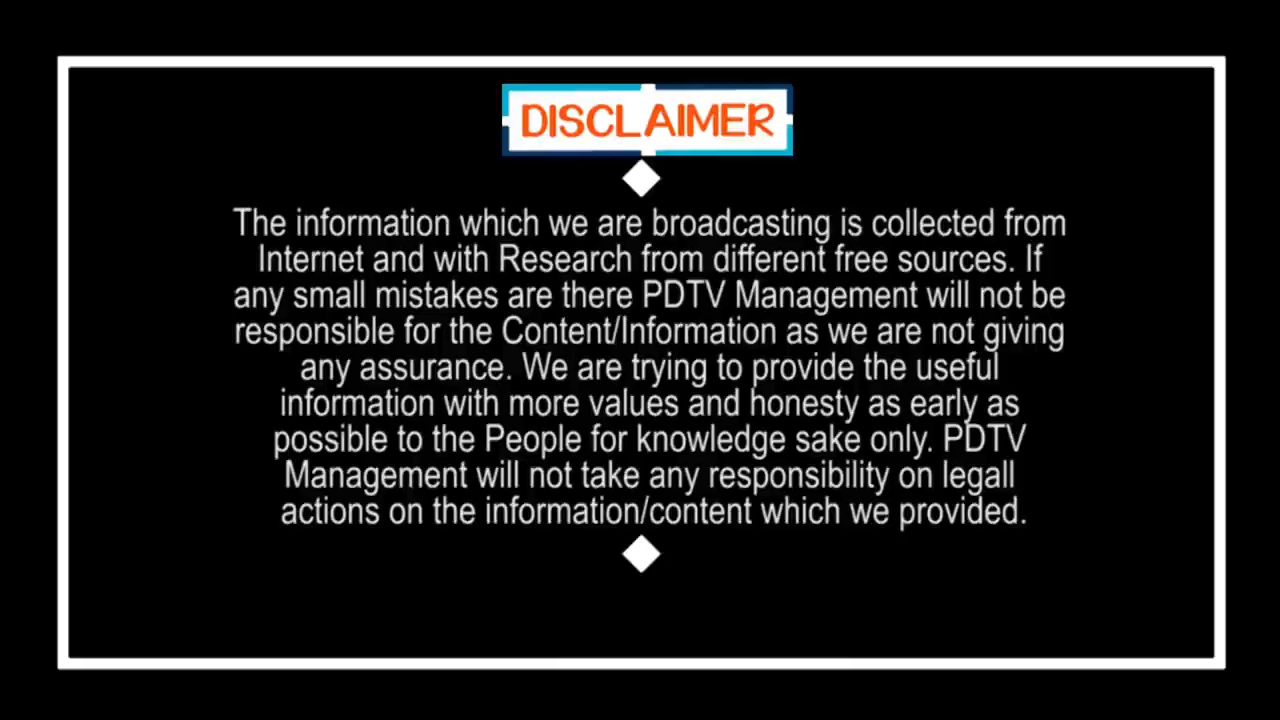 DISCLAIMER
The information which we are broadcasting is collected from
Internet and with Research from different free sources. If
any small mistakes are there PDTV Management will not be
responsible for the Content/Information as we are not giving
any assurance. We are trying to provide the useful
information with more values and honesty as early as
possible to the People for knowledge sake only. PDTV
Management will not take any responsibility on legall
actions on the information/content which we provided.